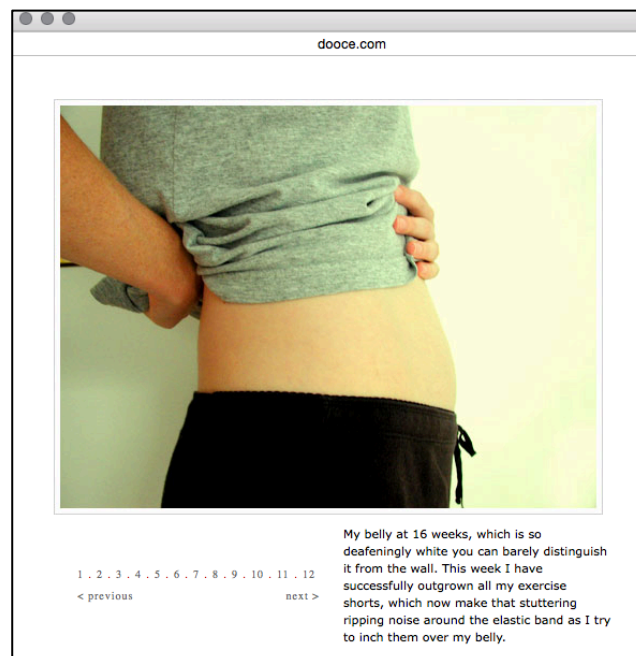 dooce.com
My belly at 16 weeks, which is so
deafeningly white you can barely distinguish
it from the wall. This week I have
successfully outgrown all my exercise
shorts, which now make that stuttering
ripping noise around the elastic band as I try
to inch them over my belly.
1 . 2 . 3 . 4 . 5 . 6 . 7 . 8 . 9 . 10 . 11 . 12
< previous next >